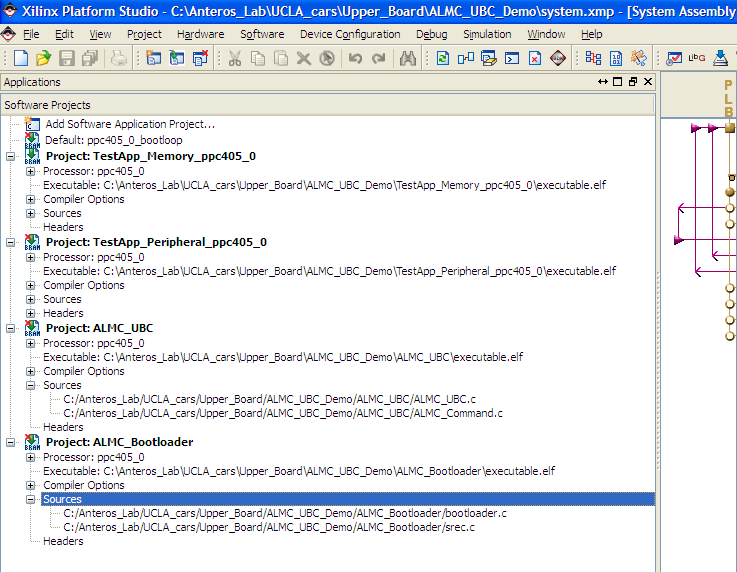 Xilinx Platform Studio - C:\Anteros_Lab\UCLA_cars\Upper_Board\ALMC_UBC_Demo\system.xmp - [System Assembly
File Edit View Project Hardware Software Device Configuration Debug Simulation Window Help
LibG
Applications
Software Projects
P
L
B
Add Software Application Project...
Default: ppc405_0_bootloop
Project: TestApp_Memory_ppc405_0
Processor: ppc405_0
Executable: C:\Anteros_Lab\UCLA_cars\Upper_Board\ALMC_UBC_Demo\TestApp_Memory_ppc405_0\executable.elf
Compiler Options
Sources
Headers
Project: TestApp_Peripheral_ppc405_0
Processor: ppc405_0
Executable: C:\Anteros_Lab\UCLA_cars\Upper_Board\ALMC_UBC_Demo\TestApp_Peripheral_ppc405_0\executable.elf
Compiler Options
Sources
Headers
Project: ALMC_UBC
Processor: ppc405_0
Executable: C:\Anteros_Lab\UCLA_cars\Upper_Board\ALMC_UBC_Demo\ALMC_UBC\executable.elf
Compiler Options
Sources
C:/Anteros_Lab/UCLA_cars/Upper_Board/ALMC_UBC_Demo/ALMC_UBC/ALMC_UBC.c
C:/Anteros_Lab/UCLA_cars/Upper_Board/ALMC_UBC_Demo/ALMC_UBC/ALMC_Command.c
Headers
Project: ALMC_Bootloader
Processor: ppc405_0
Executable: C:\Anteros_Lab\UCLA_cars\Upper_Board\ALMC_UBC_Demo\ALMC_Bootloader\executable.elf
Compiler Options
Sources
C:/Anteros_Lab/UCLA_cars/Upper_Board/ALMC_UBC_Demo/ALMC_Bootloader/bootloader.c
C:/Anteros_Lab/UCLA_cars/Upper_Board/ALMC_UBC_Demo/ALMC_Bootloader/srec.c
Headers